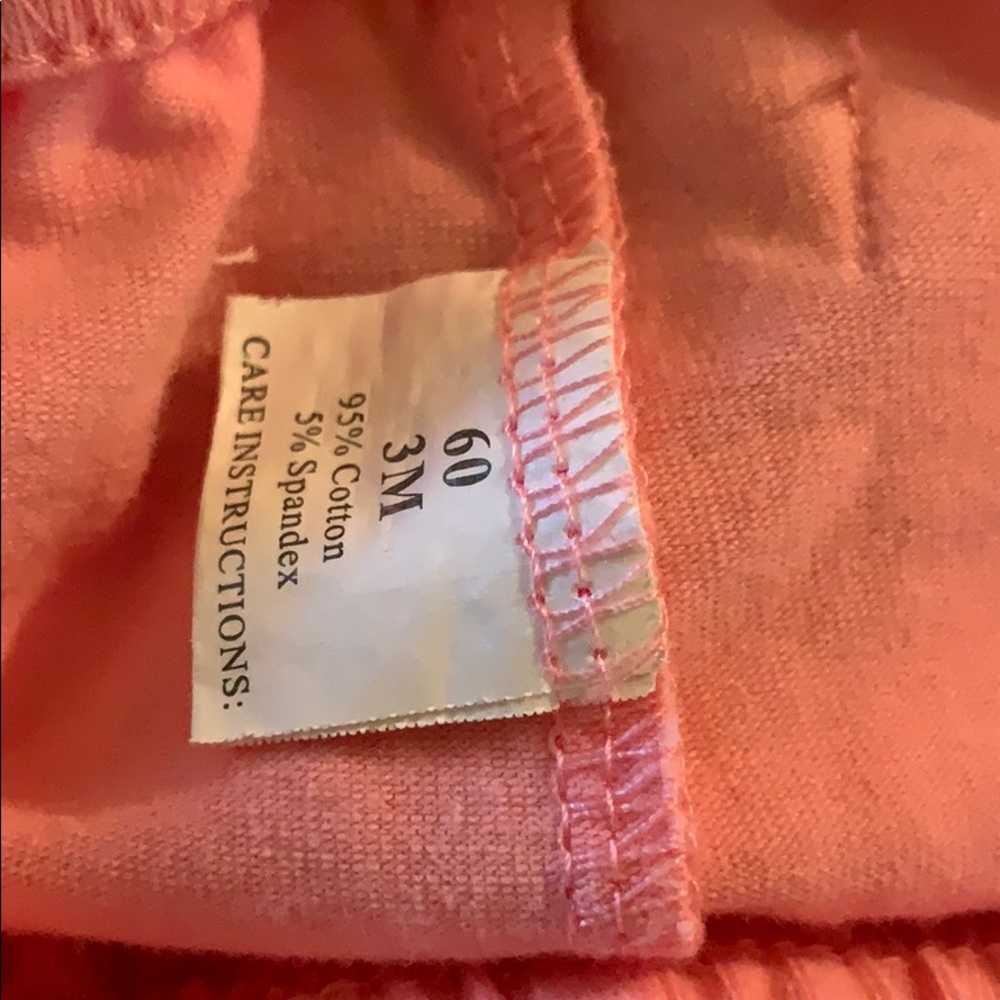 60
3M
95% Cotton
5% Spandex
CARE INSTRUCTIONS: